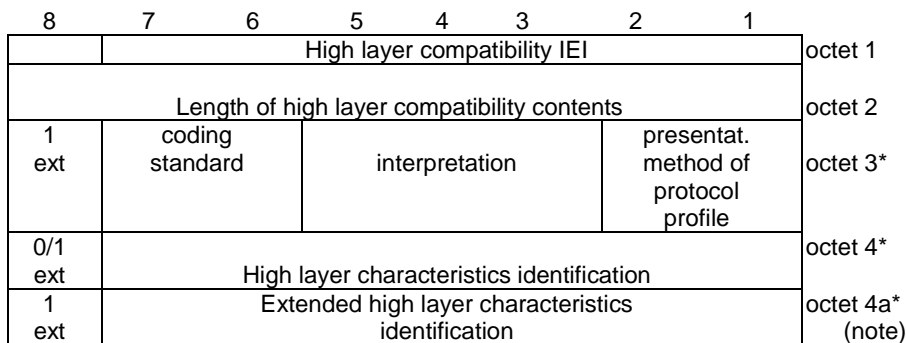 8 7 6 5 4 3 2 1
High layer compatibility IEI octet 1
Length of high layer compatibility contents octet 2
1 coding presentat.
ext standard interpretation method of octet 3*
protocol
profile
0/1 octet 4*
ext High layer characteristics identification
1 Extended high layer characteristics octet 4a*
ext identification (note)